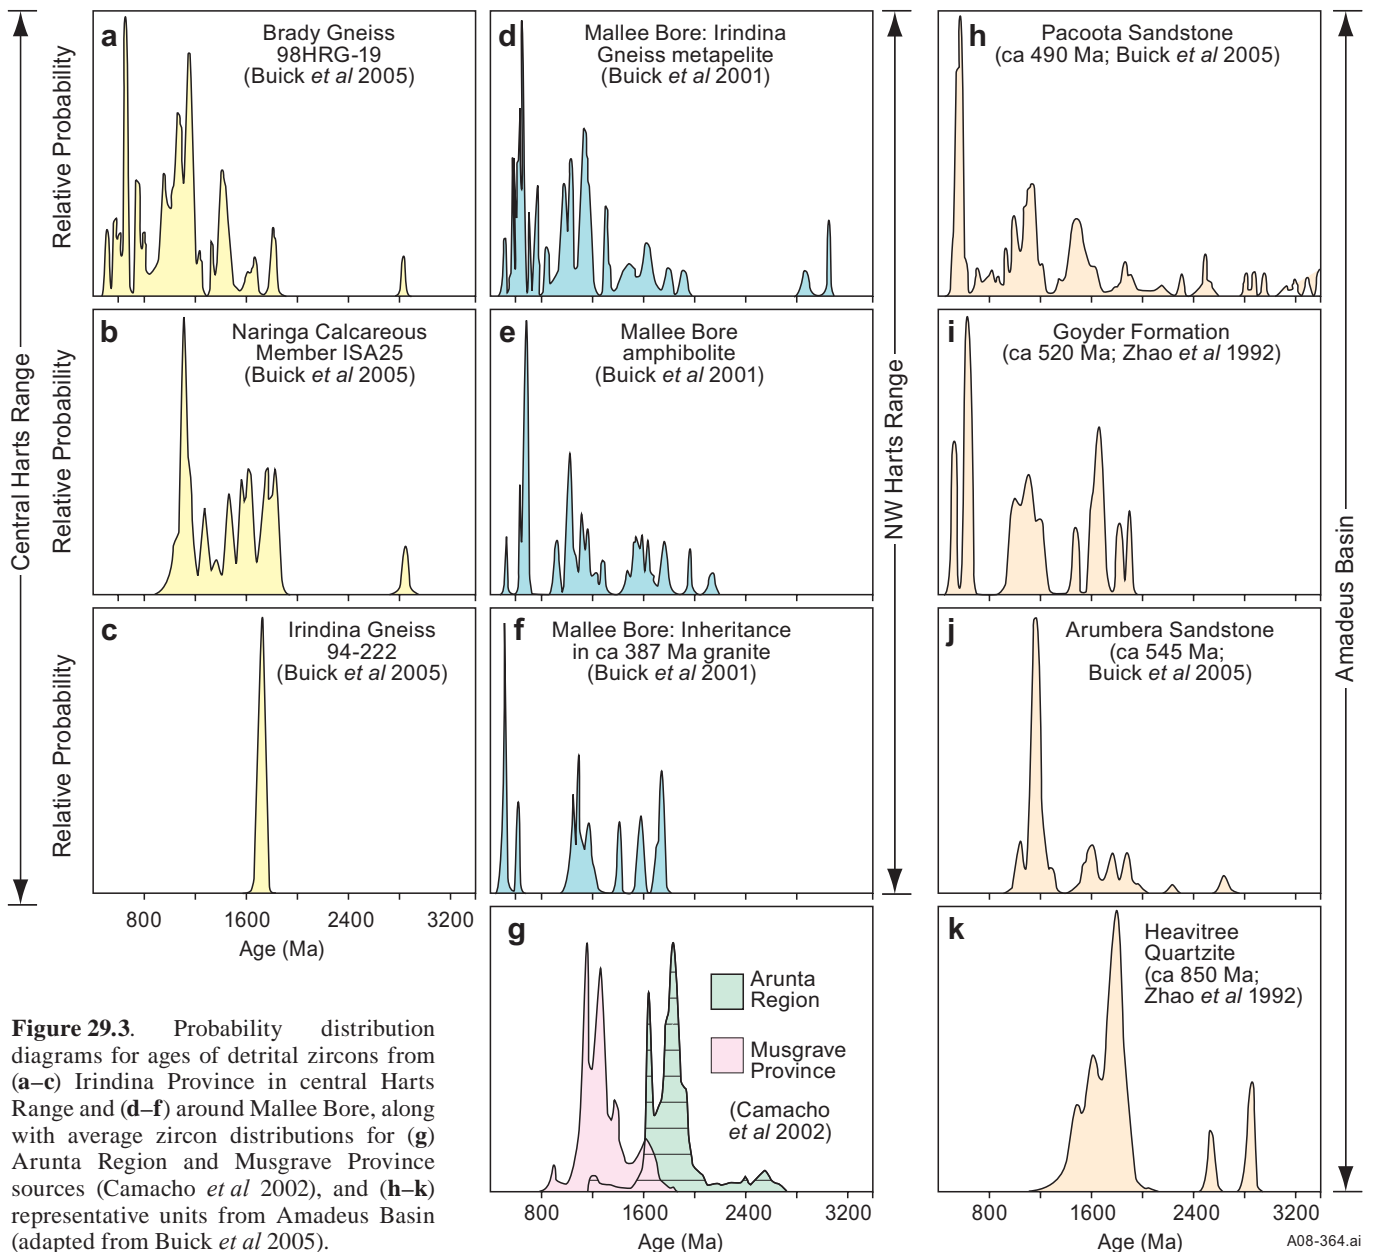 a
Brady Gneiss
98HRG-19
(Buick et al 2005)
Relative Probability
b
Naringa Calcareous
Member ISA25
(Buick et al 2005)
Relative Probability
c
Irindina Gneiss
94-222
(Buick et al 2005)
Relative Probability
Central Harts Range
800 1600 2400 3200
Age (Ma)
d
Mallee Bore: Irindina
Gneiss metapelite
(Buick et al 2001)
e
Mallee Bore
amphibolite
(Buick et al 2001)
f
Mallee Bore: Inheritance
in ca 387 Ma granite
(Buick et al 2001)
NW Harts Range
g
Arunta
Region
Musgrave
Province
(Camacho
et al 2002)
800 1600 2400 3200
Age (Ma)
h
Pacoota Sandstone
(ca 490 Ma; Buick et al 2005)
i
Goyder Formation
(ca 520 Ma; Zhao et al 1992)
j
Arumbera Sandstone
(ca 545 Ma;
Buick et al 2005)
k
Heavitree
Quartzite
(ca 850 Ma;
Zhao et al 1992)
Amadeus Basin
800 1600 2400 3200
Age (Ma)
A08-364.ai
Figure 29.3. Probability distribution
diagrams for ages of detrital zircons from
(a–c) Irindina Province in central Harts
Range and (d–f) around Mallee Bore, along
with average zircon distributions for (g)
Arunta Region and Musgrave Province
sources (Camacho et al 2002), and (h–k)
representative units from Amadeus Basin
(adapted from Buick et al 2005).